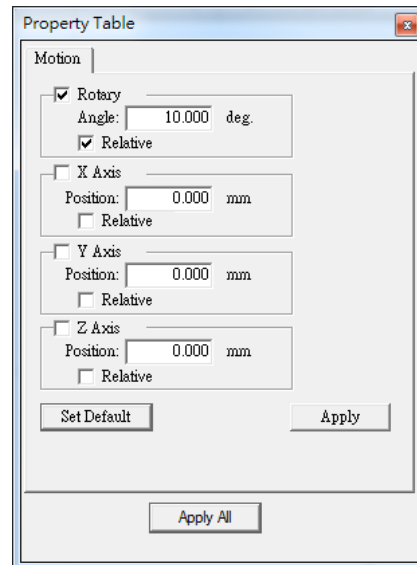 Property Table
x
Motion
Rotary
Angle: 10.000 deg.
Relative
X Axis
Position: 0.000 mm
Relative
Y Axis
Position: 0.000 mm
Relative
Z Axis
Position: 0.000 mm
Relative
Set Default Apply
Apply All